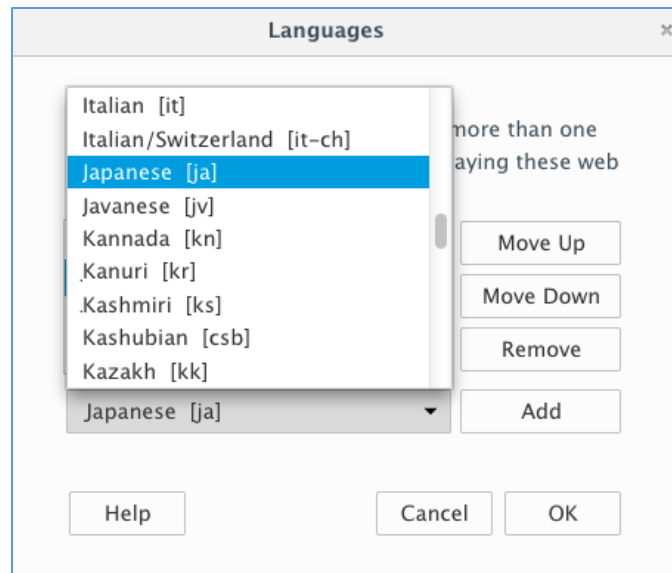 Languages
Italian [it]
Italian/Switzerland [it-ch]
more than one
Japanese [ja]
aying these web
Javanese [jv]
Kannada [kn]
Move Up
Kanuri [kr]
Kashmiri [ks]
Move Down
Kashubian [csb]
Remove
Kazakh [kk]
Japanese [ja]
Add
Help
Cancel
OK